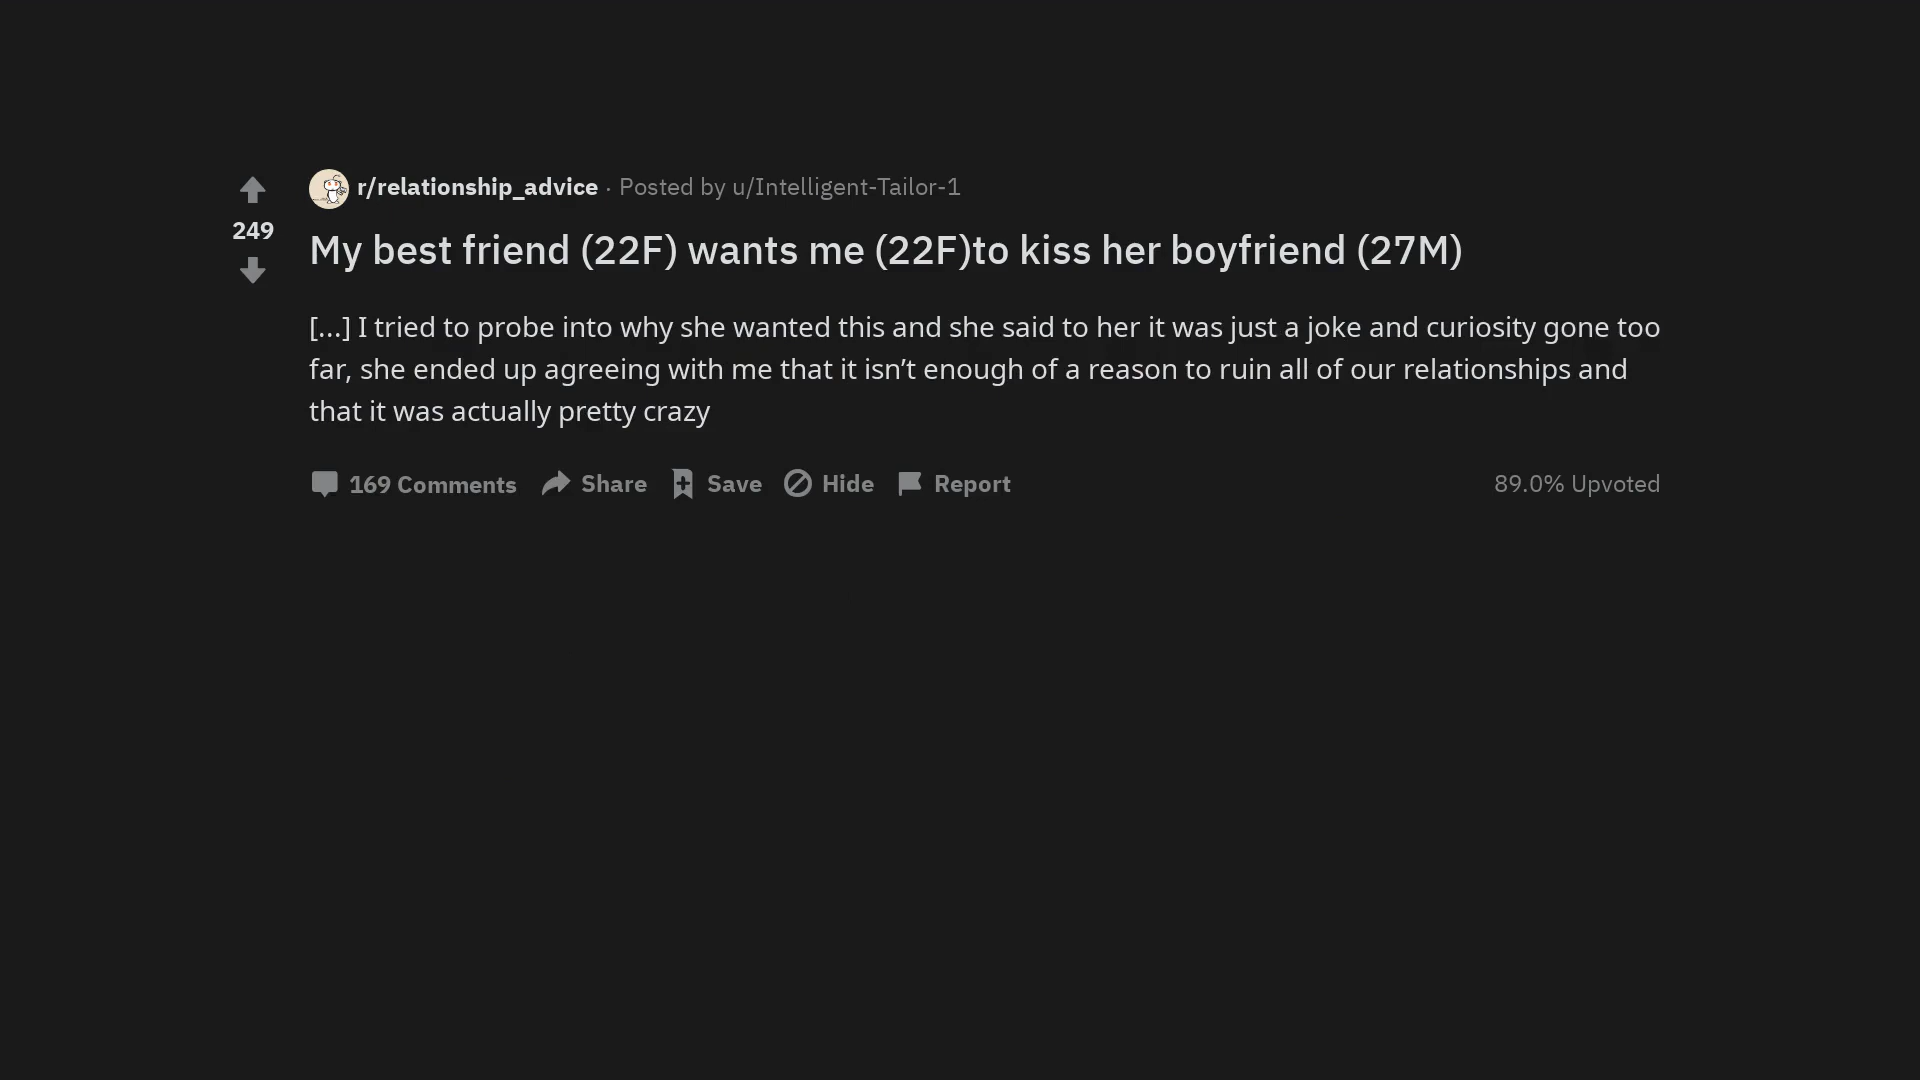 r/relationship_advice · Posted by u/Intelligent-Tailor-1
249
My best friend (22F) wants me (22F)to kiss her boyfriend (27M)
[...] I tried to probe into why she wanted this and she said to her it was just a joke and curiosity gone too
far, she ended up agreeing with me that it isn’t enough of a reason to ruin all of our relationships and
that it was actually pretty crazy
169 Comments Share Save Hide Report 89.0% Upvoted